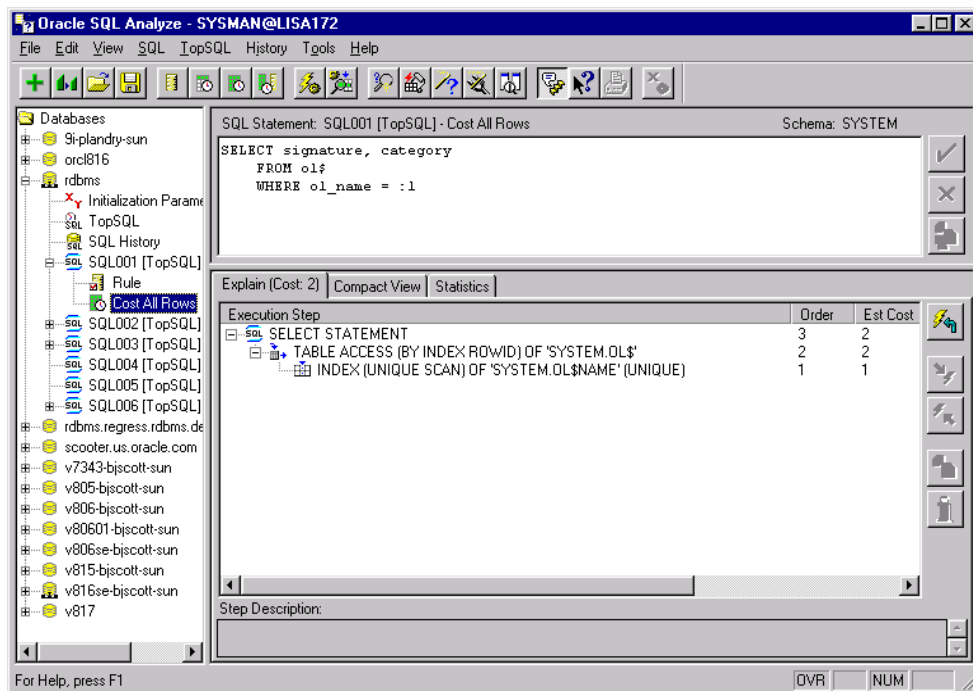 Oracle SQL Analyze - SYSMAN@LISA172
File Edit View SQL TopSQL History Tools Help
Databases
9i-plandry-sun
orcl816
rdbms
Initialization Parame
TopSQL
SQL History
SQL001 [TopSQL]
Rule
Cost All Rows
SQL002 [TopSQL]
SQL003 [TopSQL]
SQL004 [TopSQL]
SQL005 [TopSQL]
SQL006 [TopSQL]
rdbms.regress.rdbms.de
scooter.us.oracle.com
v7343-bjscott-sun
v805-bjscott-sun
v806-bjscott-sun
v80601-bjscott-sun
v806se-bjscott-sun
v815-bjscott-sun
v816se-bjscott-sun
v817
SQL Statement: SQL001 [TopSQL] - Cost All Rows Schema: SYSTEM
SELECT signature, category
FROM ol$
WHERE ol_name = :1
Explain (Cost: 2) Compact View Statistics
Execution Step Order Est Cost
SELECT STATEMENT 3 2
TABLE ACCESS (BY INDEX ROWID) OF 'SYSTEM.OL$' 2 2
INDEX (UNIQUE SCAN) OF 'SYSTEM.OL$NAME' (UNIQUE) 1 1
Step Description:
For Help, press F1 OVR NUM